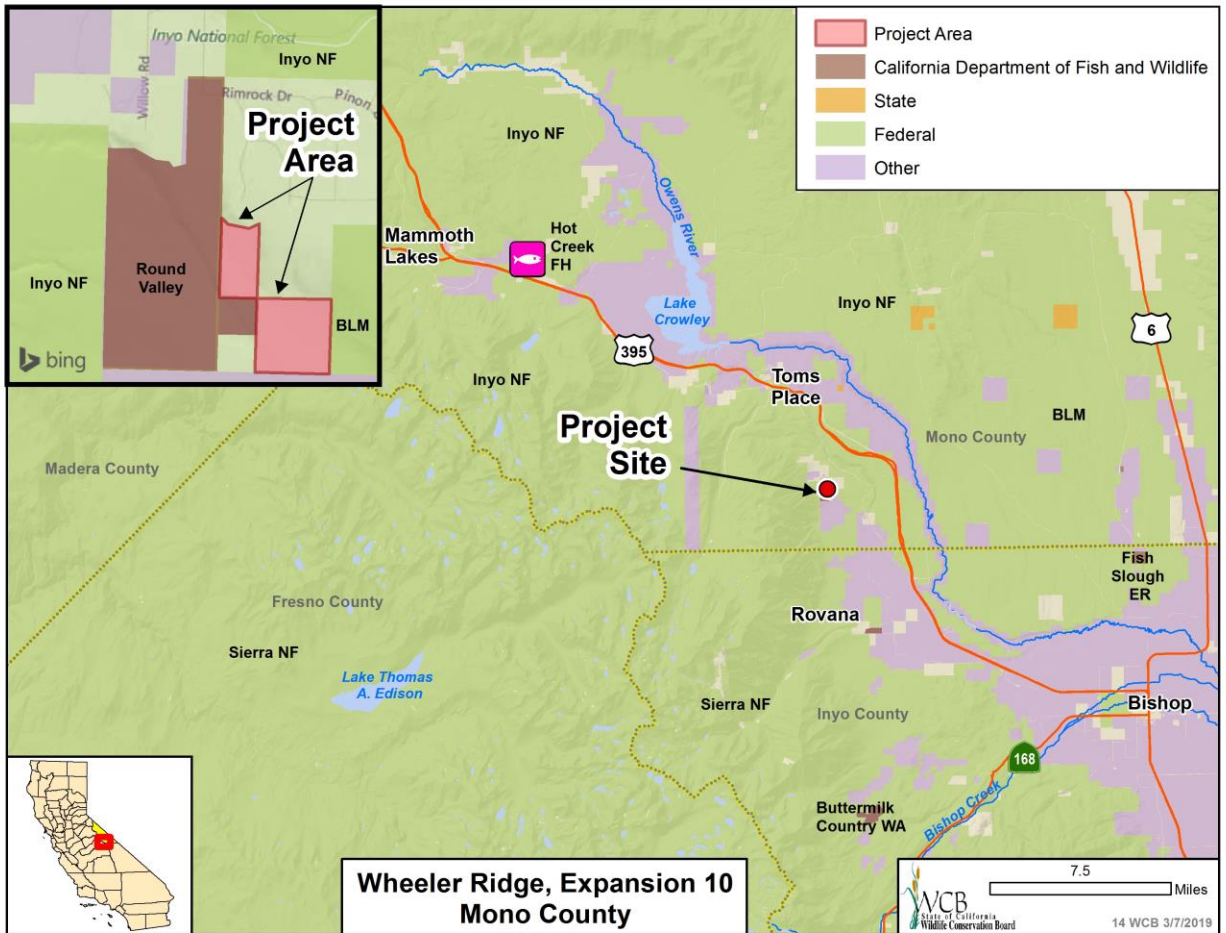 Inyo National Forest
Inyo NF
Willow Rd
Rimrock Dr
Pinon
Project
Area
Inyo NF
Round
Valley
BLM
bing
Project Area
California Department of Fish and Wildlife
State
Federal
Other
Inyo NF
Owens River
Mammoth
Lakes
Hot
Creek
FH
Lake
Crowley
Inyo NF
6
395
Inyo NF
Toms
Place
BLM
Mono County
Project
Site
Madera County
Fish
Slough
ER
Fresno County
Rovana
Sierra NF
Lake Thomas
A. Edison
Sierra NF
Inyo County
Bishop
168
Buttermilk
Country WA
Bishop Creek
Wheeler Ridge, Expansion 10
Mono County
WCB
State of California
Wildlife Conservation Board
7.5
Miles
14 WCB 3/7/2019